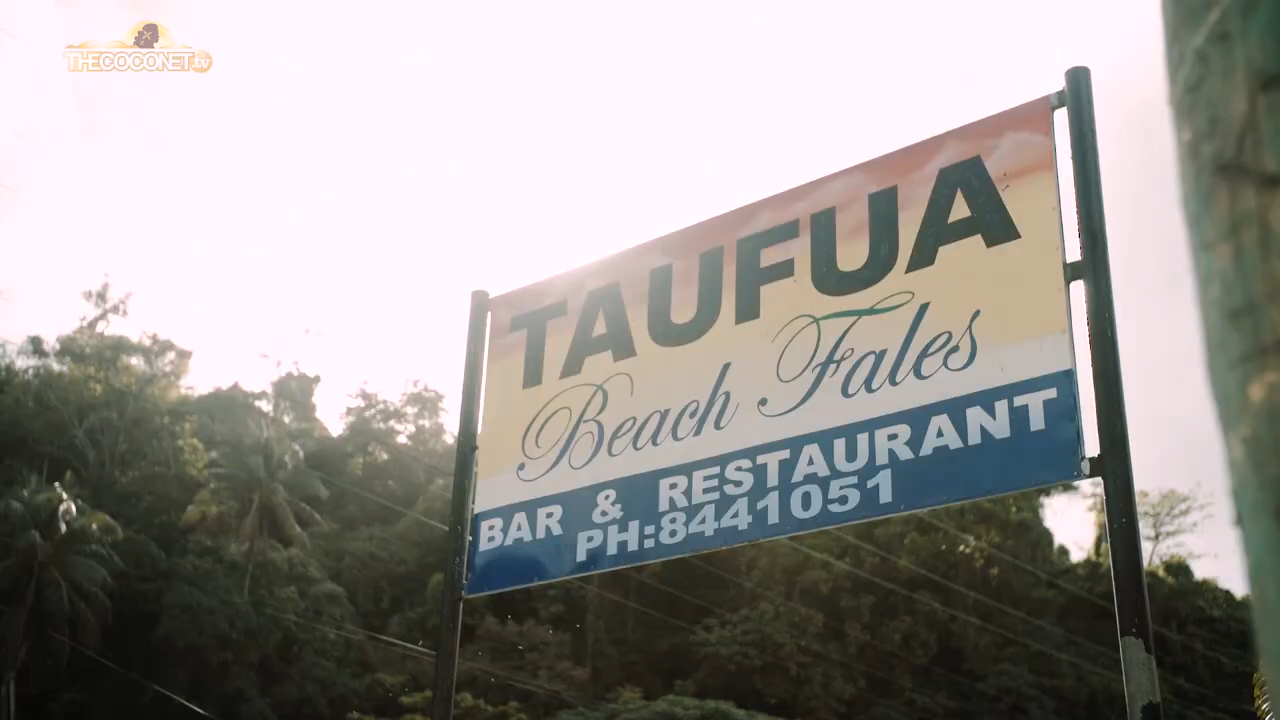 THECOCONET.tv
TAUFUA
Beach Fales
BAR & RESTAURANT
PH:8441051